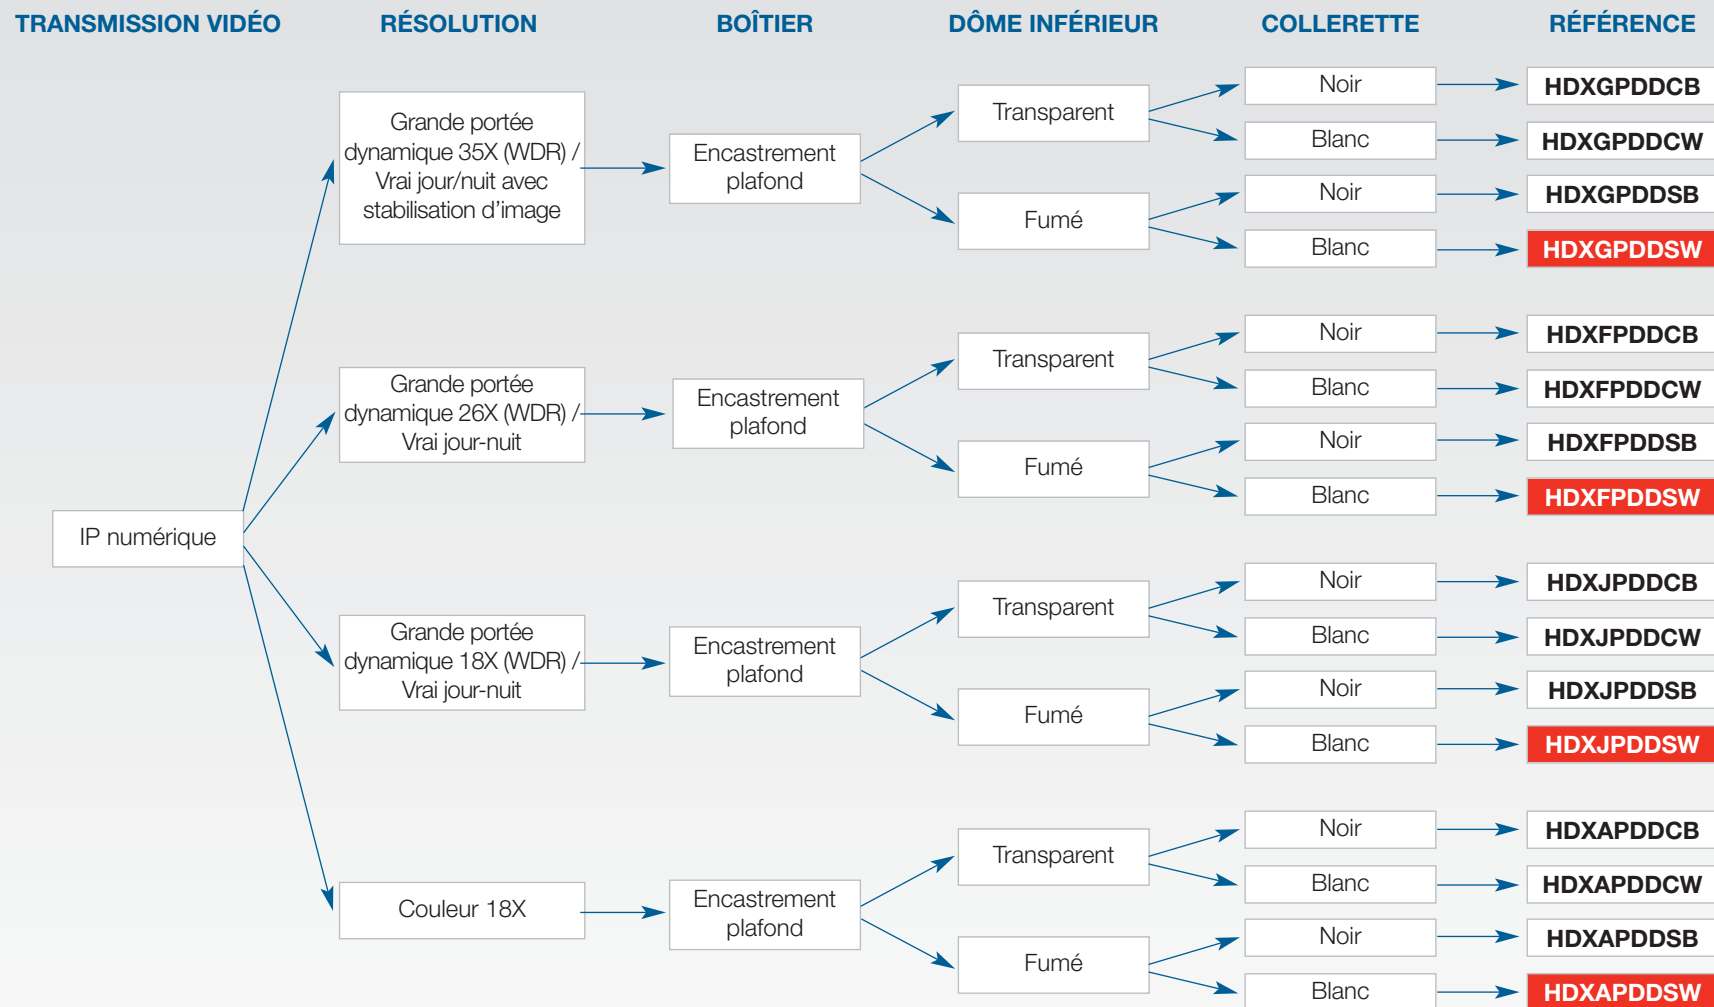 TRANSMISSION VIDÉO RÉSOLUTION BOÎTIER DÔME INFÉRIEUR COLLERETTE RÉFÉRENCE
IP numérique
Grande portée
dynamique 35X (WDR) /
Vrai jour/nuit avec
stabilisation d'image
Encastrement
plafond
Transparent
Noir
HDXGPDDCB
Blanc
HDXGPDDCW
Fumé
Noir
HDXGPDDSB
Blanc
HDXGPDDSW
Grande portée
dynamique 26X (WDR) /
Vrai jour-nuit
Encastrement
plafond
Transparent
Noir
HDXFPDDCB
Blanc
HDXFPDDCW
Fumé
Noir
HDXFPDDSB
Blanc
HDXFPDDSW
Grande portée
dynamique 18X (WDR) /
Vrai jour-nuit
Encastrement
plafond
Transparent
Noir
HDXJPDDCB
Blanc
HDXJPDDCW
Fumé
Noir
HDXJPDDSB
Blanc
HDXJPDDSW
Couleur 18X
Encastrement
plafond
Transparent
Noir
HDXAPDDCB
Blanc
HDXAPDDCW
Fumé
Noir
HDXAPDDSB
Blanc
HDXAPDDSW